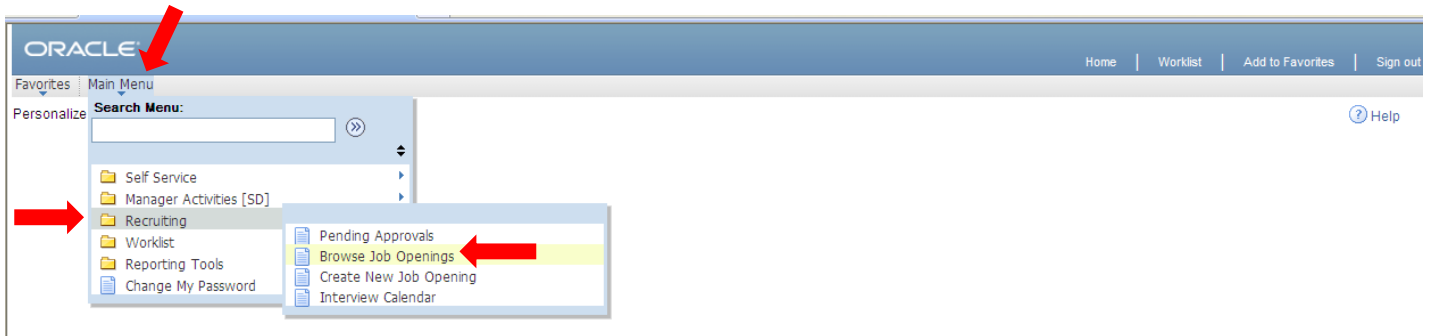 ORACLE
Home | Worklist | Add to Favorites | Sign out
Favorites Main Menu
Personalize Search Menu:
? Help
Self Service
Manager Activities [SD]
Recruiting
Pending Approvals
Worklist
Browse Job Openings
Reporting Tools
Create New Job Opening
Change My Password
Interview Calendar